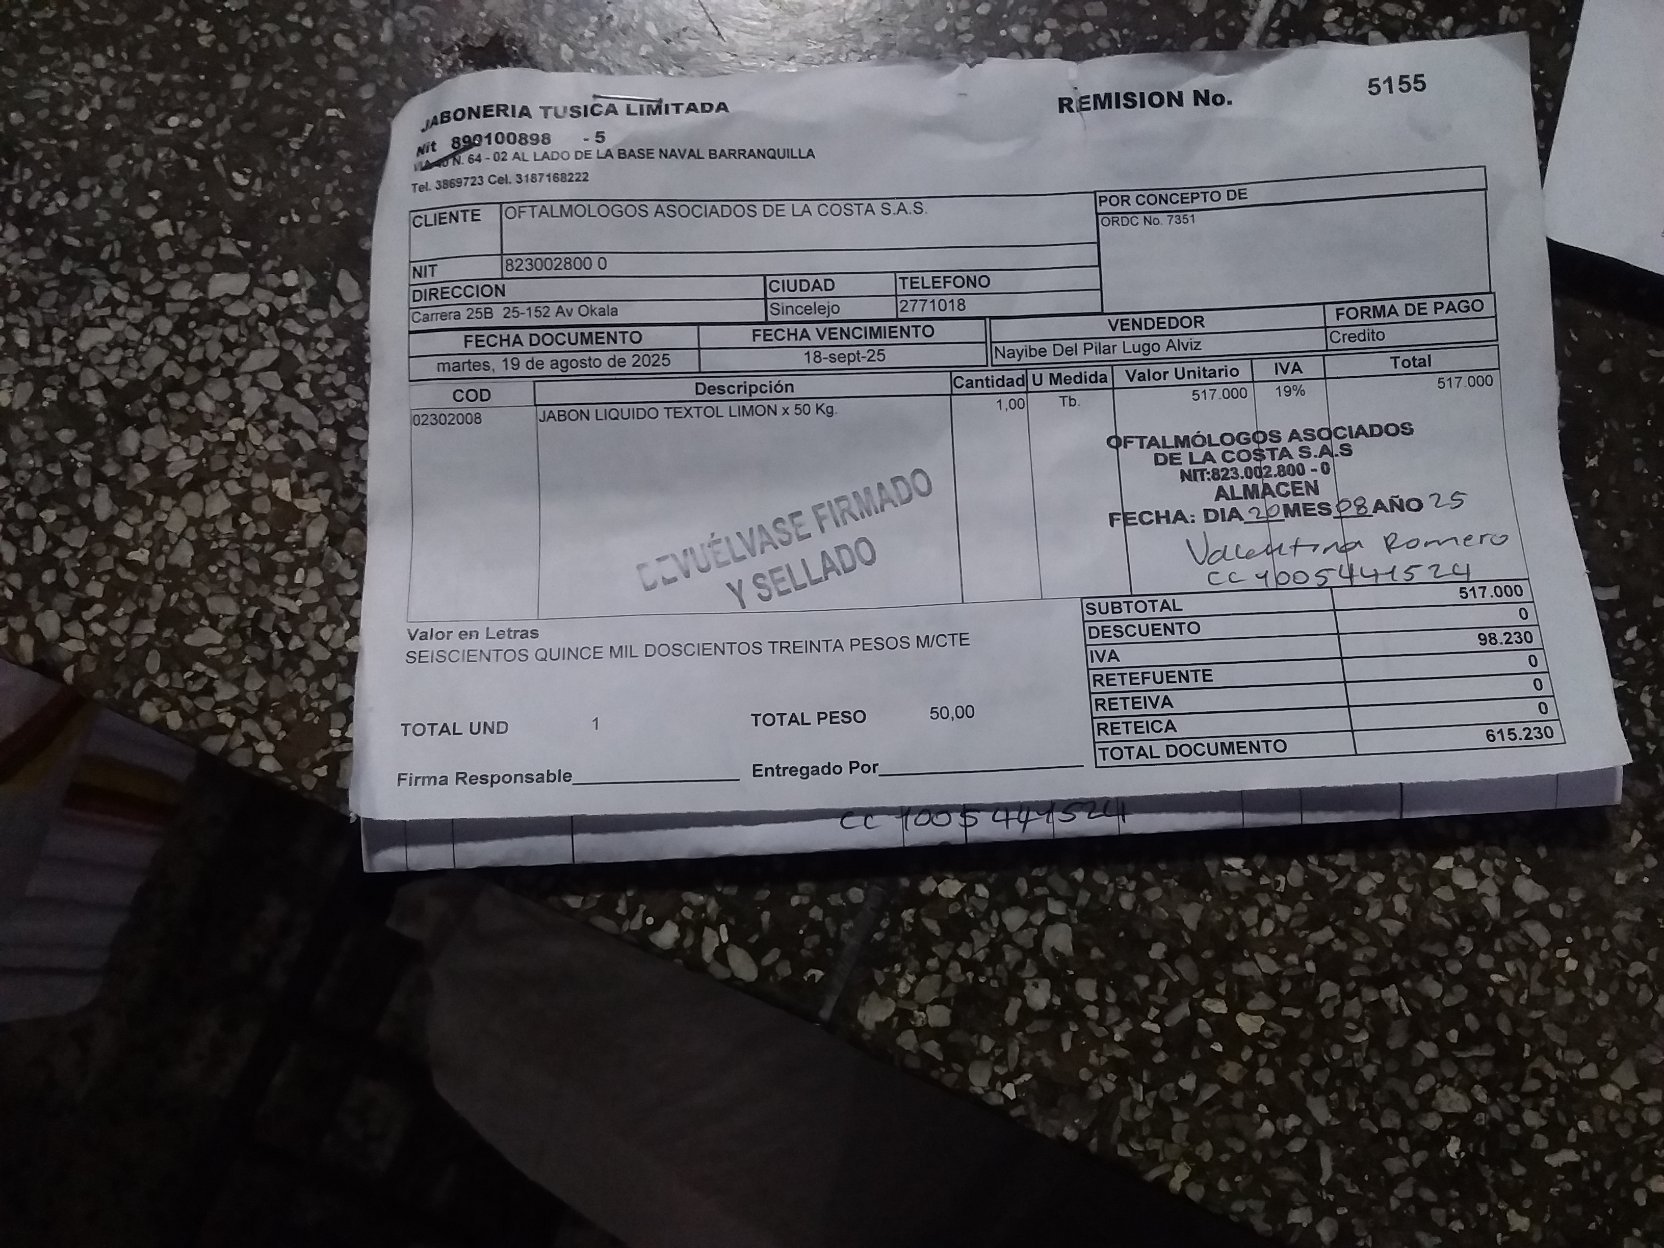 JABONERIA TUSICA LIMITADA
REMISION No. 5155
Nit 890100898 - 5
N. 64 - 02 AL LADO DE LA BASE NAVAL BARRANQUILLA
Tel. 3869723 Cel. 3187168222
CLIENTE OFTALMOLOGOS ASOCIADOS DE LA COSTA S.A.S.
POR CONCEPTO DE
ORDC No. 7351
NIT 823002800 0
DIRECCION CIUDAD TELEFONO
Carrera 25B 25-152 Av Okala Sincelejo 2771018
FECHA DOCUMENTO FECHA VENCIMIENTO VENDEDOR FORMA DE PAGO
martes, 19 de agosto de 2025 18-sept-25 Nayibe Del Pilar Lugo Alviz Credito
COD Descripción Cantidad U Medida Valor Unitario IVA Total
02302008 JABON LIQUIDO TEXTOL LIMON x 50 Kg. 1,00 Tb. 517.000 19% 517.000
OFTALMÓLOGOS ASOCIADOS
DE LA COSTA S.A.S
NIT:823.002.800 - 0
ALMACEN
FECHA: DIA 20 MES 08 AÑO 25
Valentina Romero
CC 1005441524
DEVUÉLVASE FIRMADO
Y SELLADO
Valor en Letras
SEISCIENTOS QUINCE MIL DOSCIENTOS TREINTA PESOS M/CTE
SUBTOTAL 517.000
DESCUENTO 0
IVA 98.230
RETEFUENTE 0
RETEIVA 0
RETEICA 0
TOTAL DOCUMENTO 615.230
TOTAL UND 1 TOTAL PESO 50,00
Firma Responsable Entregado Por
CC 1005441524